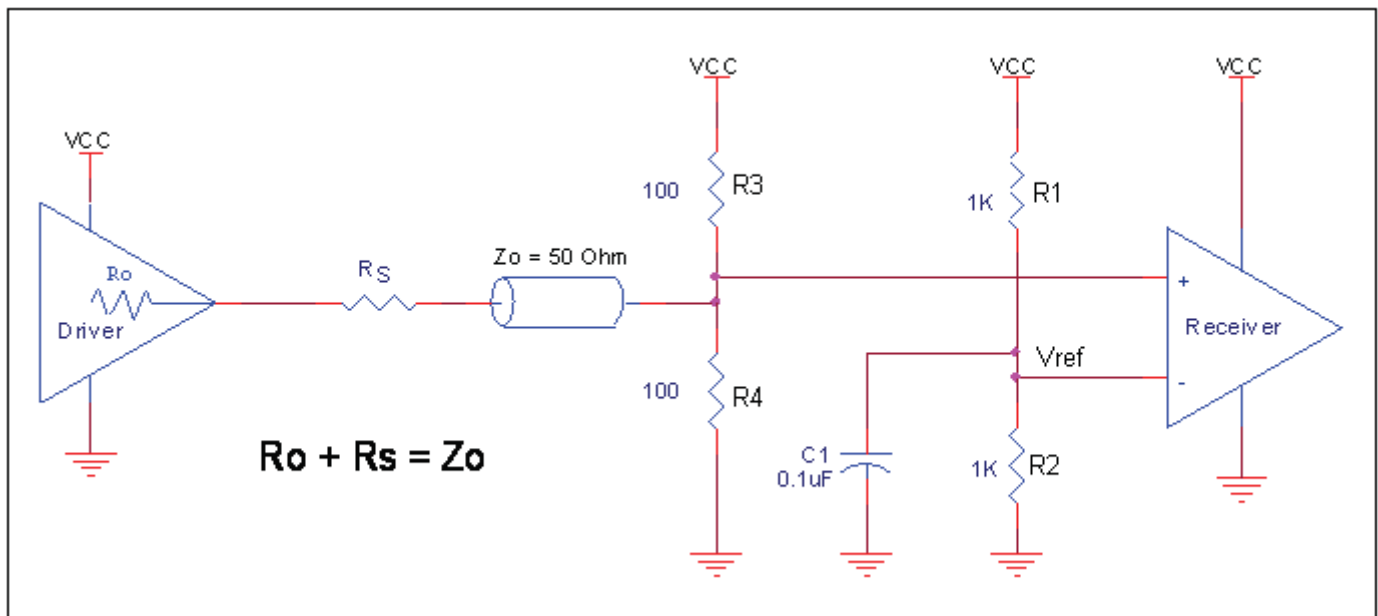 VCC
VCC
VCC
VCC
Ro
Driver
RS
Zo = 50 Ohm
100
R3
100
R4
1K
R1
Vref
C1
0.1uF
1K
R2
+
-
Receiver
Ro + Rs = Zo